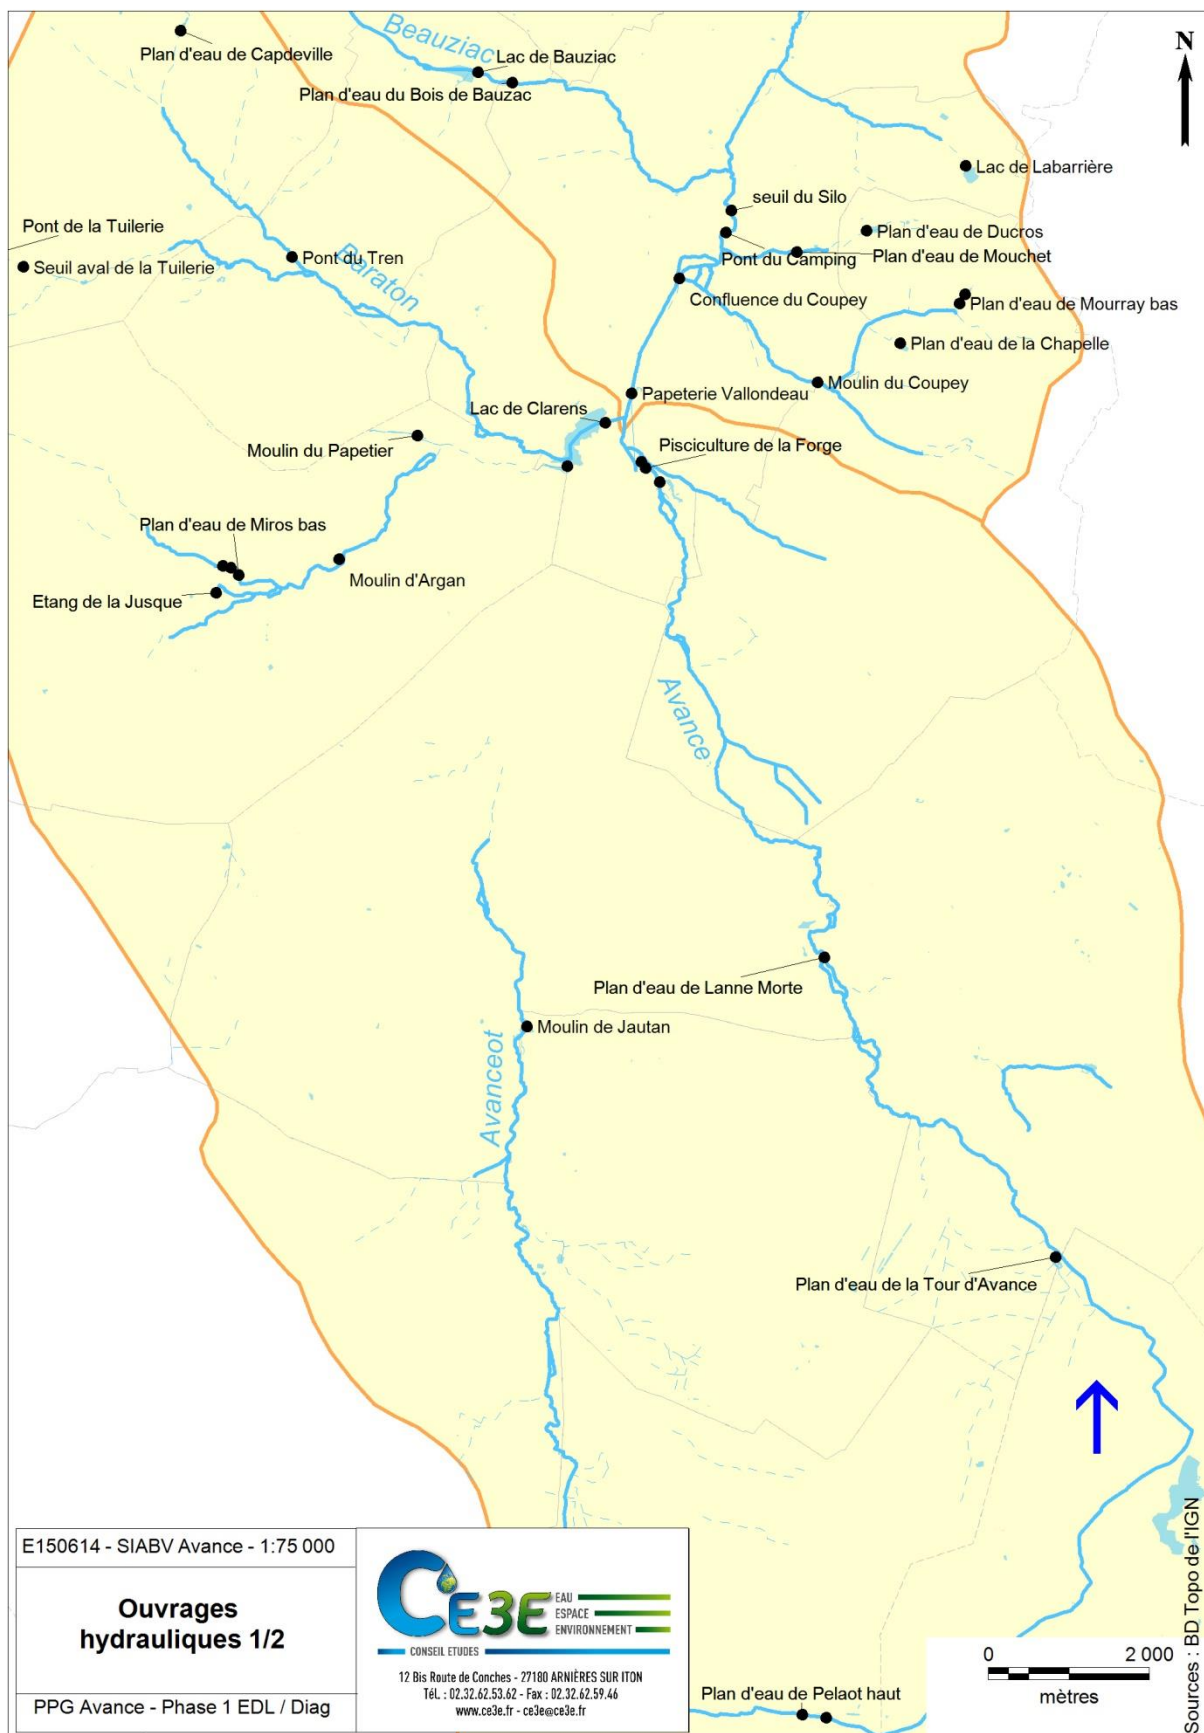 Beauziac
Plan d'eau de Capdeville
Lac de Bauziac
Plan d'eau du Bois de Bauzac
N
Lac de Labarrière
seuil du Silo
Pont de la Tuilerie
Plan d'eau de Ducros
Seuil aval de la Tuilerie
Pont du Tren
Baraton
Pont du Camping
Plan d'eau de Mouchet
Confluence du Coupey
Plan d'eau de Mourray bas
Plan d'eau de la Chapelle
Moulin du Coupey
Papeterie Vallondeau
Lac de Clarens
Moulin du Papetier
Pisciculture de la Forge
Plan d'eau de Miros bas
Moulin d'Argan
Etang de la Jusque
Avance
Plan d'eau de Lanne Morte
Moulin de Jautan
Avanceot
Plan d'eau de la Tour d'Avance
E150614 - SIABV Avance - 1:75 000
Ouvrages
hydrauliques 1/2
PPG Avance - Phase 1 EDL / Diag
CE3E
EAU
ESPACE
ENVIRONNEMENT
CONSEIL ETUDES
12 Bis Route de Conches - 27180 ARNIÈRES SUR ITON
Tél. : 02.32.62.53.62 - Fax : 02.32.62.59.46
www.ce3e.fr - ce3e@ce3e.fr
Plan d'eau de Pelaot haut
0 2 000
mètres
Sources : BD Topo de l'IGN